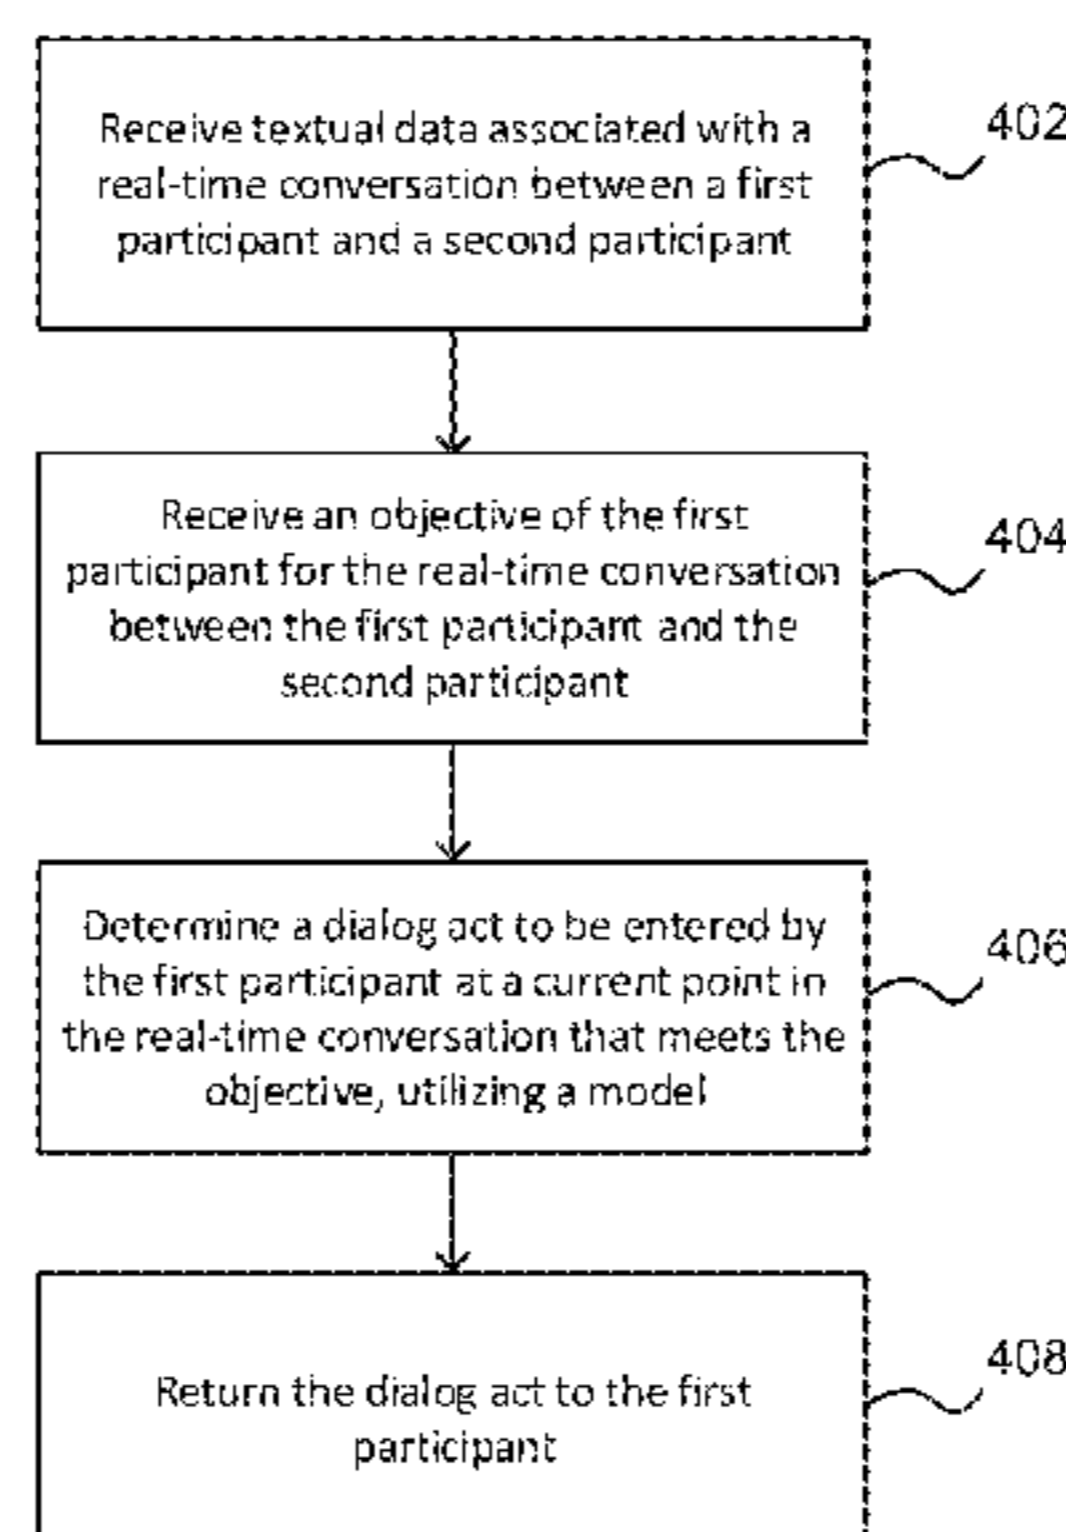 Receive textual data associated with a
real-time conversation between a first
participant and a second participant
402
Receive an objective of the first
participant for the real-time conversation
between the first participant and the
second participant
404
Determine a dialog act to be entered by
the first participant at a current point in
the real-time conversation that meets the
objective, utilizing a model
406
Return the dialog act to the first
participant
408